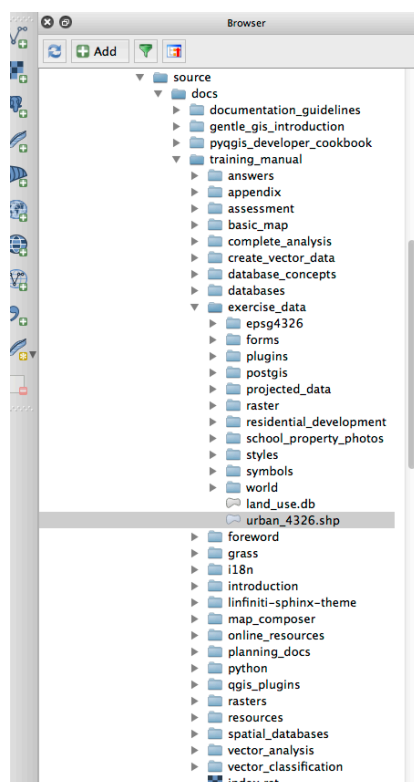 Browser
Add
source
docs
documentation_guidelines
gentle_gis_introduction
pyqgis_developer_cookbook
training_manual
answers
appendix
assessment
basic_map
complete_analysis
create_vector_data
database_concepts
databases
exercise_data
epsg4326
forms
plugins
postgis
projected_data
raster
residential_development
school_property_photos
styles
symbols
world
land_use.db
urban_4326.shp
foreword
grass
i18n
introduction
linfiniti-sphinx-theme
map_composer
online_resources
planning_docs
python
qgis_plugins
rasters
resources
spatial_databases
vector_analysis
vector_classification